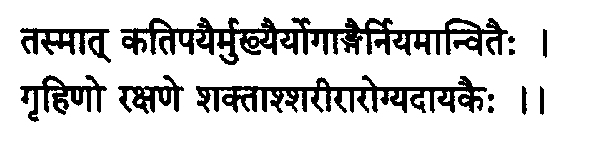 तस्मात् कतिपयैर्मुख्यैर्योगाङ्गैर्नियमान्वितैः ।
गृहिणो रक्षणे शक्ताश्शरीरारोग्यदायकैः ।।